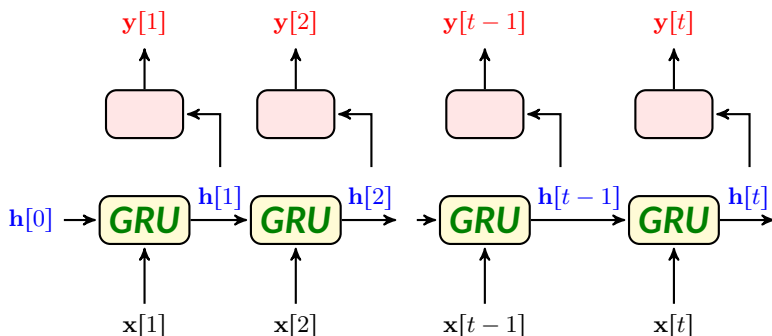 y[1] y[2] y[t − 1] y[t]
h[0] GRU h[1] GRU h[2] GRU h[t − 1] GRU h[t]
x[1] x[2] x[t − 1] x[t]